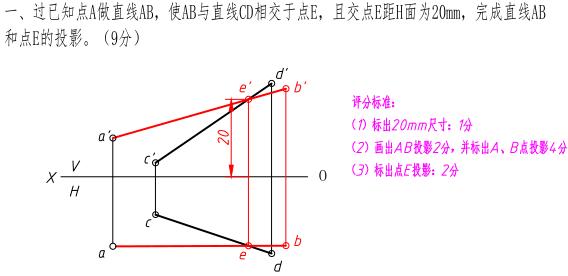 一、过已知点A做直线AB，使AB与直线CD相交于点E，且交点E距H面为20mm，完成直线AB
和点E的投影。（9分）
d'
e'
b'
a'
20
c'
X
V
H
O
c
a
e
b
d
评分标准：
(1) 标出20mm尺寸：1分
(2) 画出AB投影2分，并标出A、B点投影4分
(3) 标出点E投影：2分